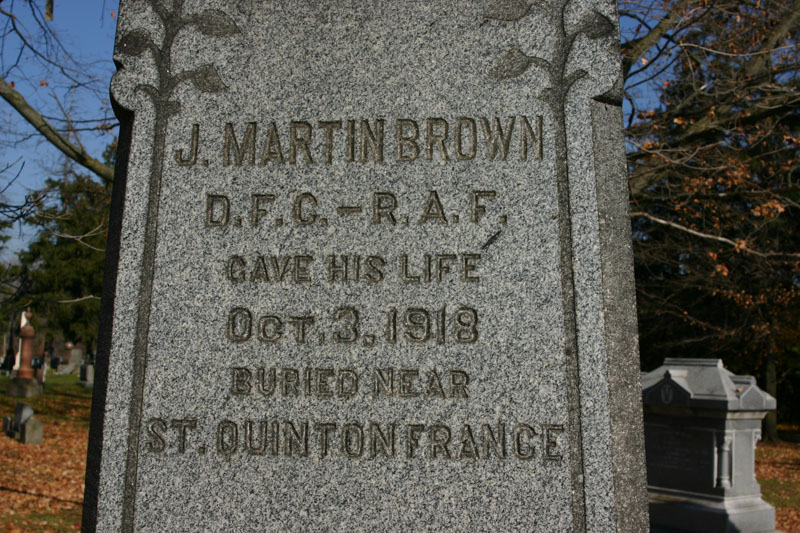 J. MARTIN BROWN
D.F.C. – R.A.F.
GAVE HIS LIFE
OCT. 3. 1918
BURIED NEAR
ST. QUINTON FRANCE